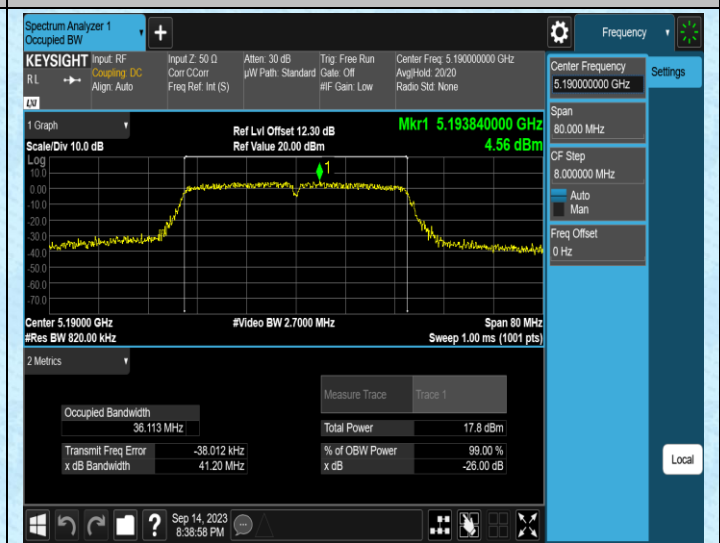 Spectrum Analyzer 1
Occupied BW
+
Frequency
KEYSIGHT
R L
LXI
Input: RF
Coupling: DC
Align: Auto
Input Z: 50 Ω
Corr CCorr
Freq Ref: Int (S)
Atten: 30 dB
µW Path: Standard
Trig: Free Run
Gate: Off
#IF Gain: Low
Center Freq: 5.190000000 GHz
Avg|Hold: 20/20
Radio Std: None
Center Frequency
5.190000000 GHz
Settings
Span
80.000 MHz
CF Step
8.000000 MHz
Auto
Man
Freq Offset
0 Hz
1 Graph
Scale/Div 10.0 dB
Ref Lvl Offset 12.30 dB
Ref Value 20.00 dBm
Mkr1 5.193840000 GHz
4.56 dBm
Log
10.0
0.00
-10.0
-20.0
-30.0
-40.0
-50.0
-60.0
-70.0
1
Center 5.19000 GHz
#Video BW 2.7000 MHz
Span 80 MHz
#Res BW 820.00 kHz
Sweep 1.00 ms (1001 pts)
2 Metrics
Measure Trace
Trace 1
Occupied Bandwidth
36.113 MHz
Total Power
17.8 dBm
Transmit Freq Error
-38.012 kHz
% of OBW Power
99.00 %
x dB Bandwidth
41.20 MHz
x dB
-26.00 dB
Local
?
Sep 14, 2023
8:38:58 PM